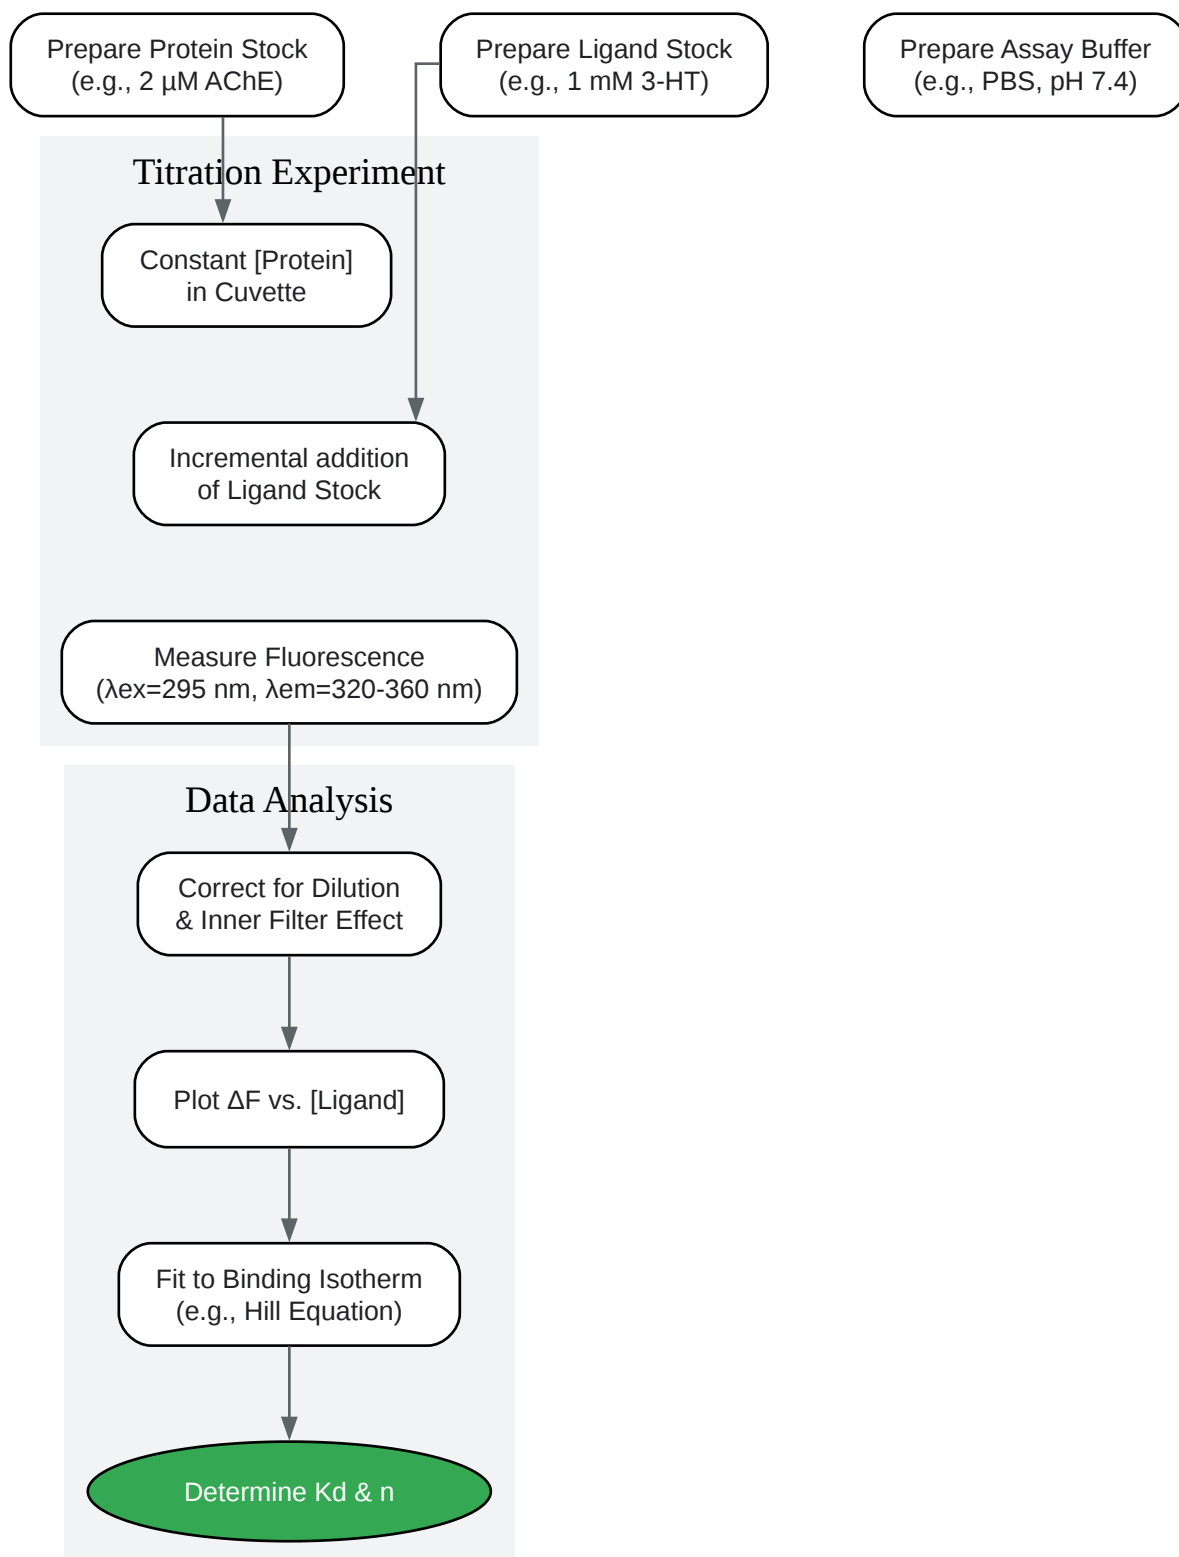 Prepare Protein Stock
(e.g., 2 µM AChE)
Prepare Ligand Stock
(e.g., 1 mM 3-HT)
Prepare Assay Buffer
(e.g., PBS, pH 7.4)
Titration Experiment
Constant [Protein]
in Cuvette
Incremental addition
of Ligand Stock
Measure Fluorescence
(λex=295 nm, λem=320-360 nm)
Data Analysis
Correct for Dilution
& Inner Filter Effect
Plot ΔF vs. [Ligand]
Fit to Binding Isotherm
(e.g., Hill Equation)
Determine Kd & n